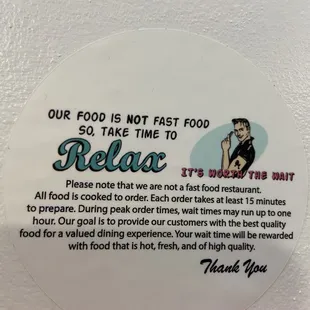 OUR FOOD IS NOT FAST FOOD
SO, TAKE TIME TO
Relax
IT'S WORTH THE WAIT
Please note that we are not a fast food restaurant.
All food is cooked to order. Each order takes at least 15 minutes
to prepare. During peak order times, wait times may run up to one
hour. Our goal is to provide our customers with the best quality
food for a valued dining experience. Your wait time will be rewarded
with food that is hot, fresh, and of high quality.
Thank You